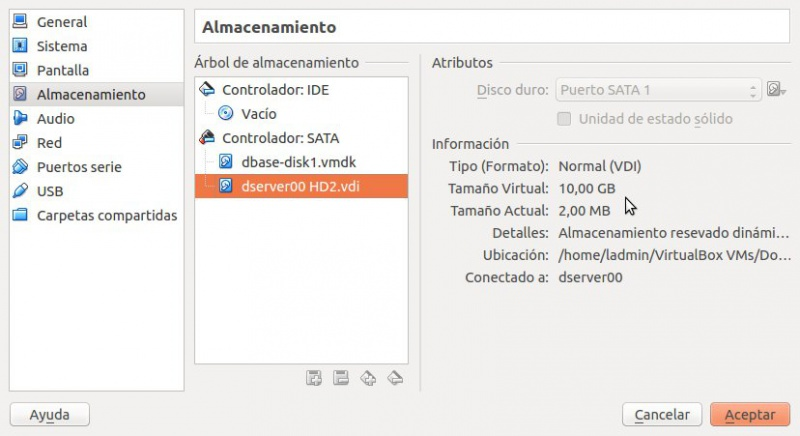 General
Sistema
Pantalla
Almacenamiento
Audio
Red
Puertos serie
USB
Carpetas compartidas
Almacenamiento
Árbol de almacenamiento
Controlador: IDE
Vacío
Controlador: SATA
dbase-disk1.vmdk
dserver00 HD2.vdi
Atributos
Disco duro: Puerto SATA 1
Unidad de estado sólido
Información
Tipo (Formato): Normal (VDI)
Tamaño Virtual: 10,00 GB
Tamaño Actual: 2,00 MB
Detalles: Almacenamiento resevado dinámi...
Ubicación: /home/ladmin/VirtualBox VMs/Do...
Conectado a: dserver00
Ayuda
Cancelar
Aceptar